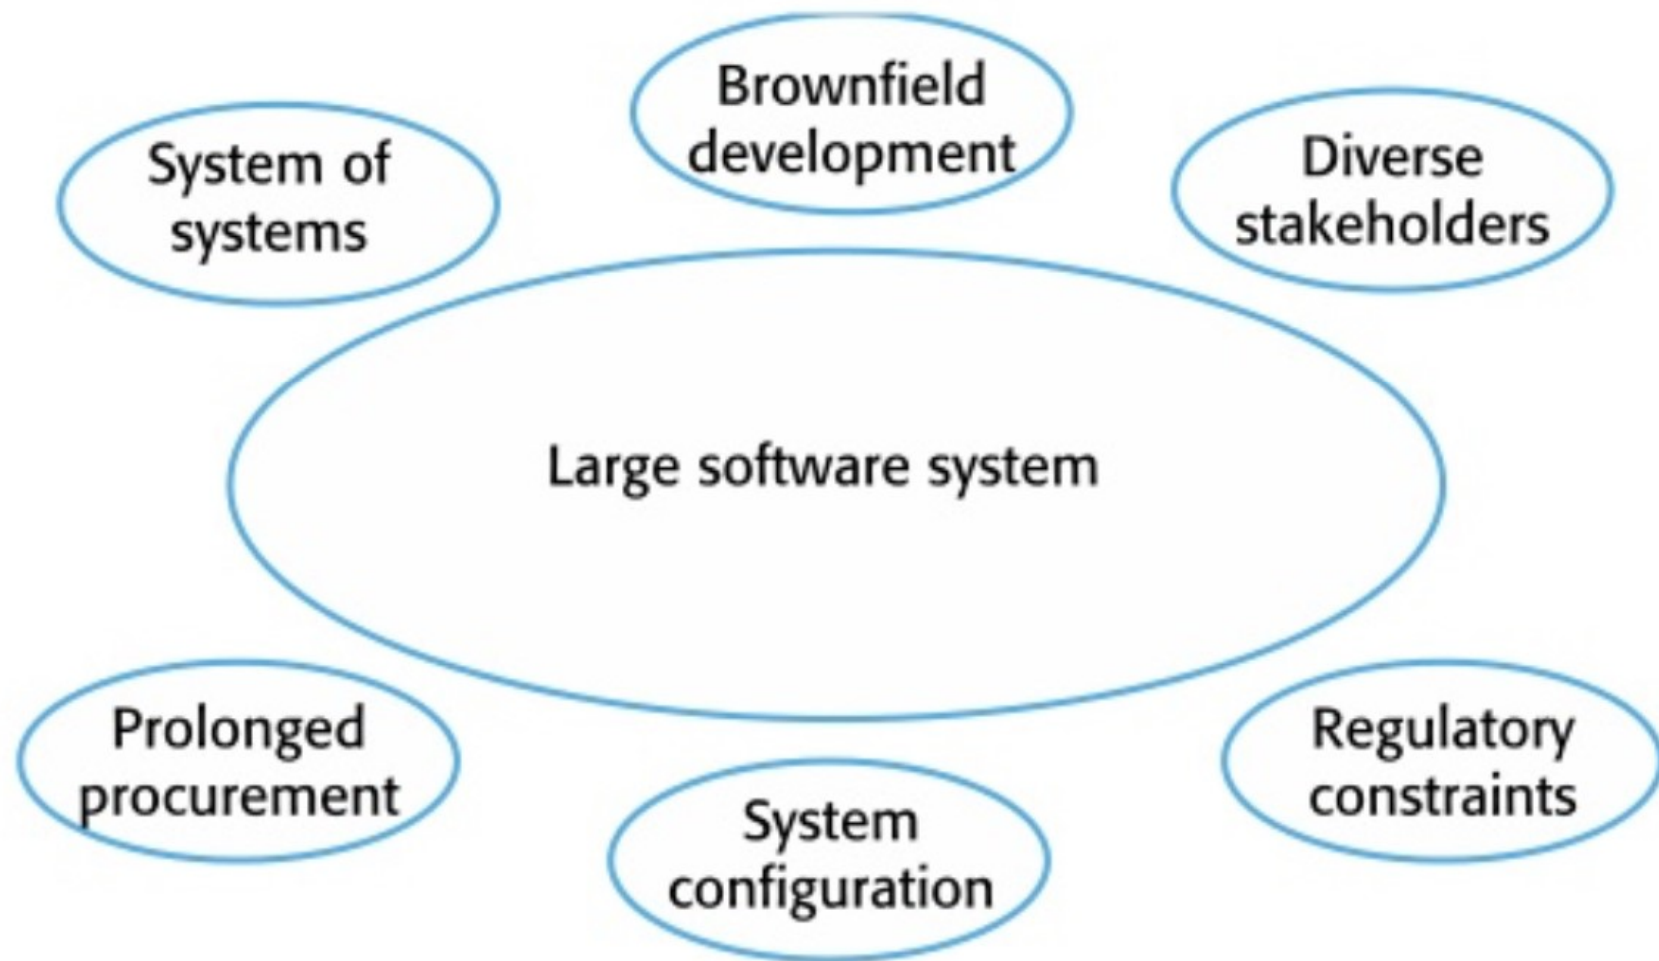 Brownfield
development
System of
systems
Diverse
stakeholders
Large software system
Prolonged
procurement
System
configuration
Regulatory
constraints